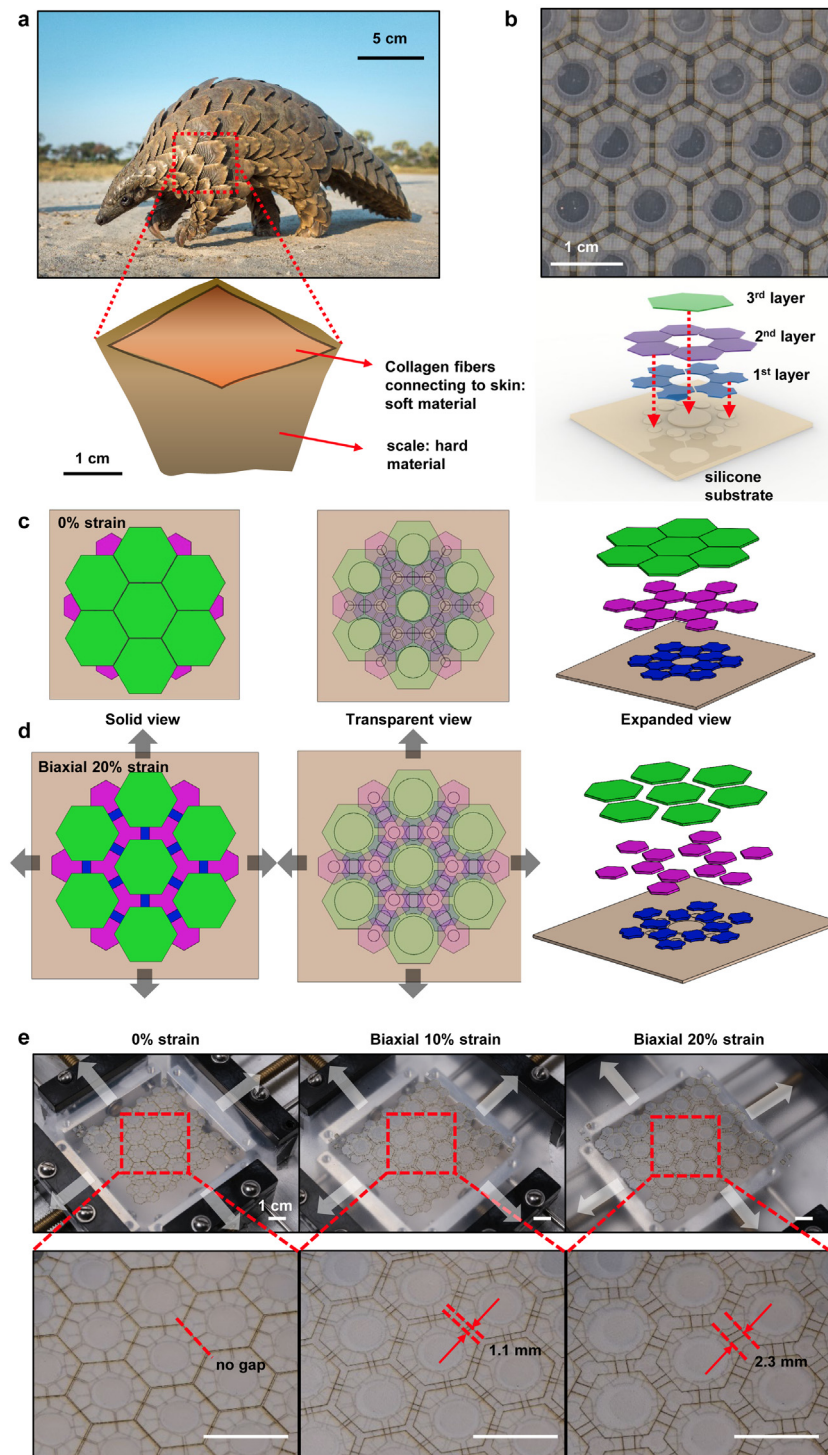 a
5 cm
b
1 cm
Collagen fibers
connecting to skin:
soft material
scale: hard
material
1 cm
3rd layer
2nd layer
1st layer
silicone
substrate
c
0% strain
Solid view
Transparent view
Expanded view
d
Biaxial 20% strain
e
0% strain
Biaxial 10% strain
Biaxial 20% strain
1 cm
no gap
1.1 mm
2.3 mm